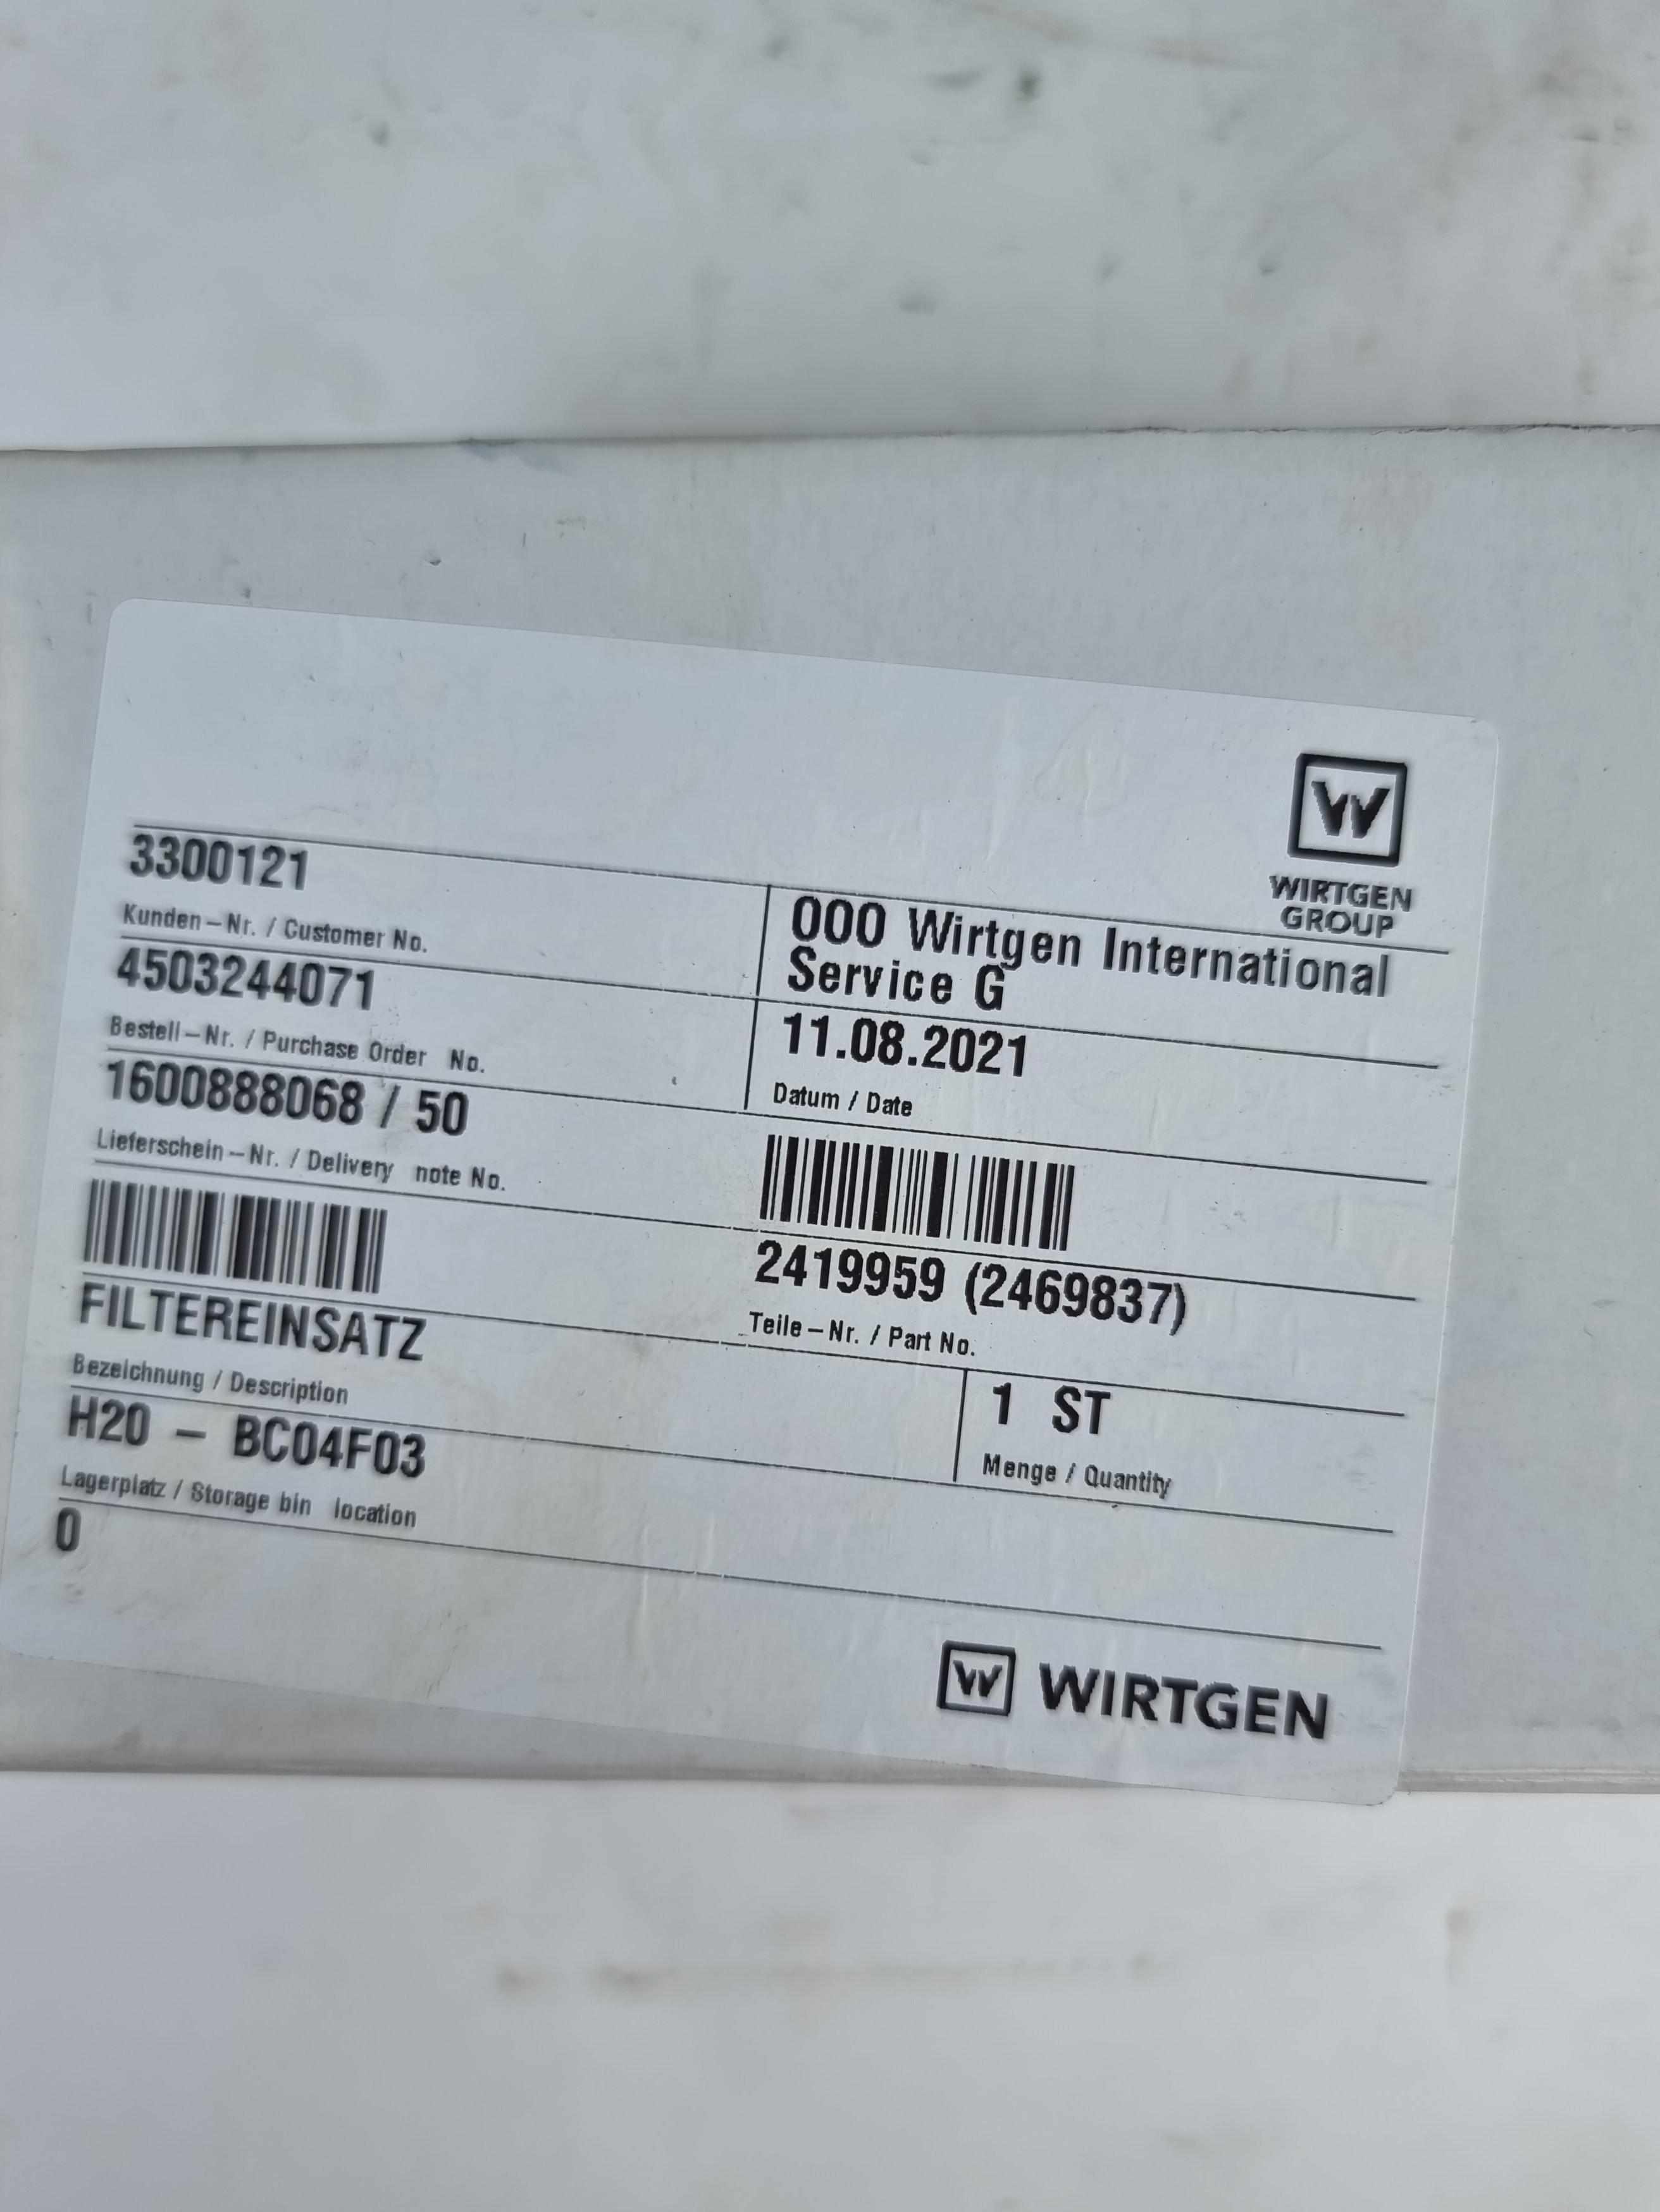 W
WIRTGEN
GROUP
3300121
Kunden-Nr. / Customer No.
OOO Wirtgen International
Service G
4503244071
Bestell-Nr. / Purchase Order No.
11.08.2021
Datum / Date
1600888068 / 50
Lieferschein-Nr. / Delivery note No.
2419959 (2469837)
Teile-Nr. / Part No.
FILTEREINSATZ
Bezeichnung / Description
1 ST
Menge / Quantity
H20 - BC04F03
Lagerplatz / Storage bin location
0
W WIRTGEN